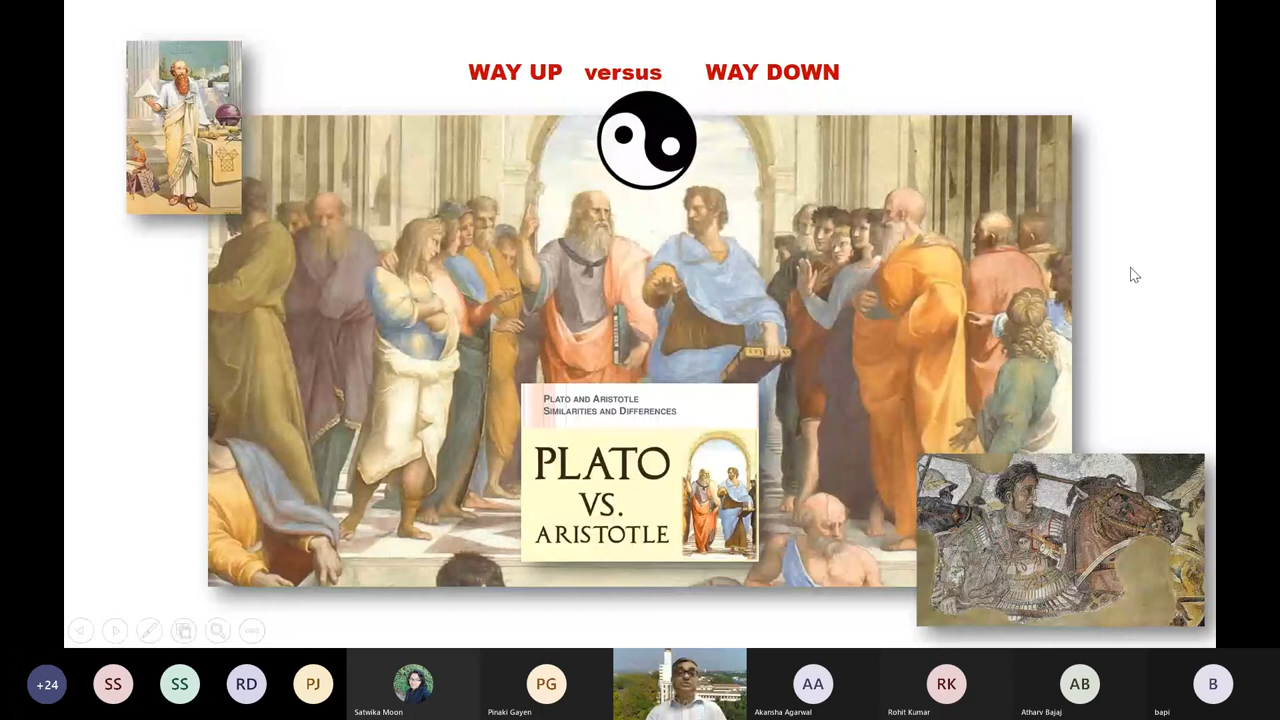 WAY UP versus WAY DOWN
PLATO AND ARISTOTLE
SIMILARITIES AND DIFFERENCES
PLATO
VS.
ARISTOTLE
+24
SS
SS
RD
PJ
Satwika Moon
PG
Pinaki Gayen
AA
Akansha Agarwal
RK
Rohit Kumar
AB
Atharv Bajaj
B
bapi